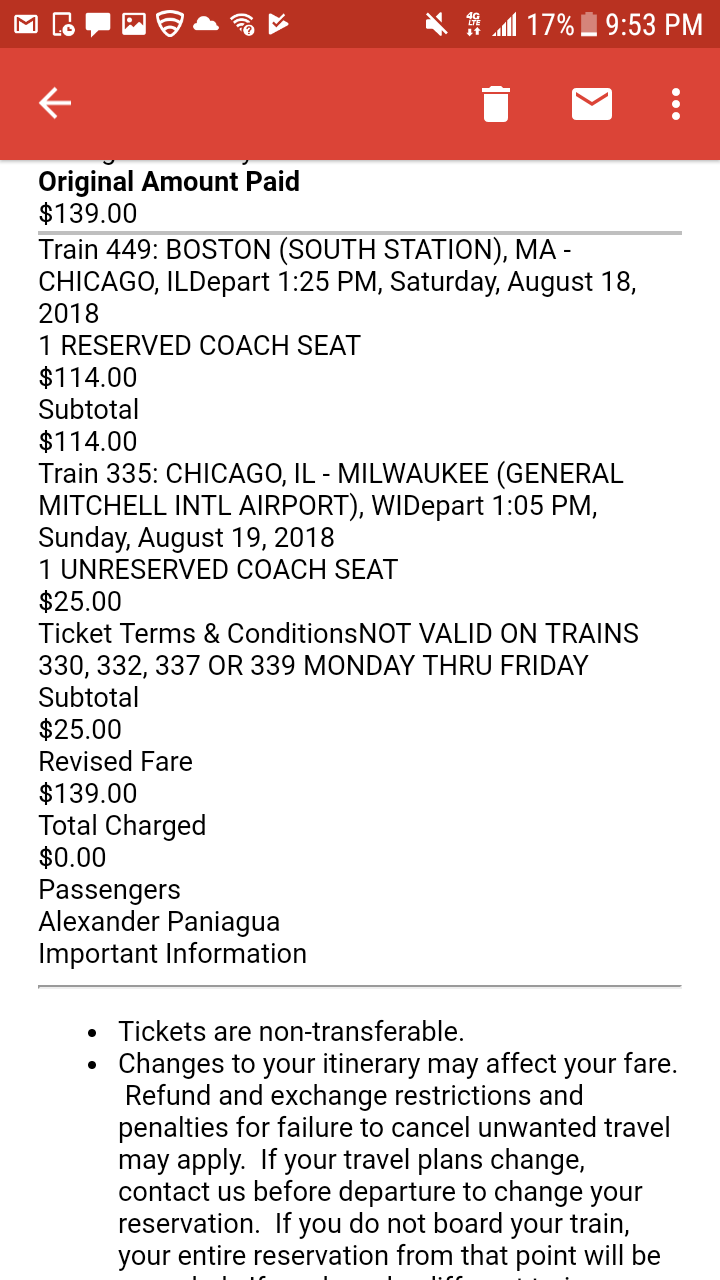 17% 9:53 PM
Original Amount Paid
$139.00
Train 449: BOSTON (SOUTH STATION), MA -
CHICAGO, ILDepart 1:25 PM, Saturday, August 18,
2018
1 RESERVED COACH SEAT
$114.00
Subtotal
$114.00
Train 335: CHICAGO, IL - MILWAUKEE (GENERAL
MITCHELL INTL AIRPORT), WIDepart 1:05 PM,
Sunday, August 19, 2018
1 UNRESERVED COACH SEAT
$25.00
Ticket Terms & ConditionsNOT VALID ON TRAINS
330, 332, 337 OR 339 MONDAY THRU FRIDAY
Subtotal
$25.00
Revised Fare
$139.00
Total Charged
$0.00
Passengers
Alexander Paniagua
Important Information
• Tickets are non-transferable.
• Changes to your itinerary may affect your fare.
Refund and exchange restrictions and
penalties for failure to cancel unwanted travel
may apply.  If your travel plans change,
contact us before departure to change your
reservation.  If you do not board your train,
your entire reservation from that point will be